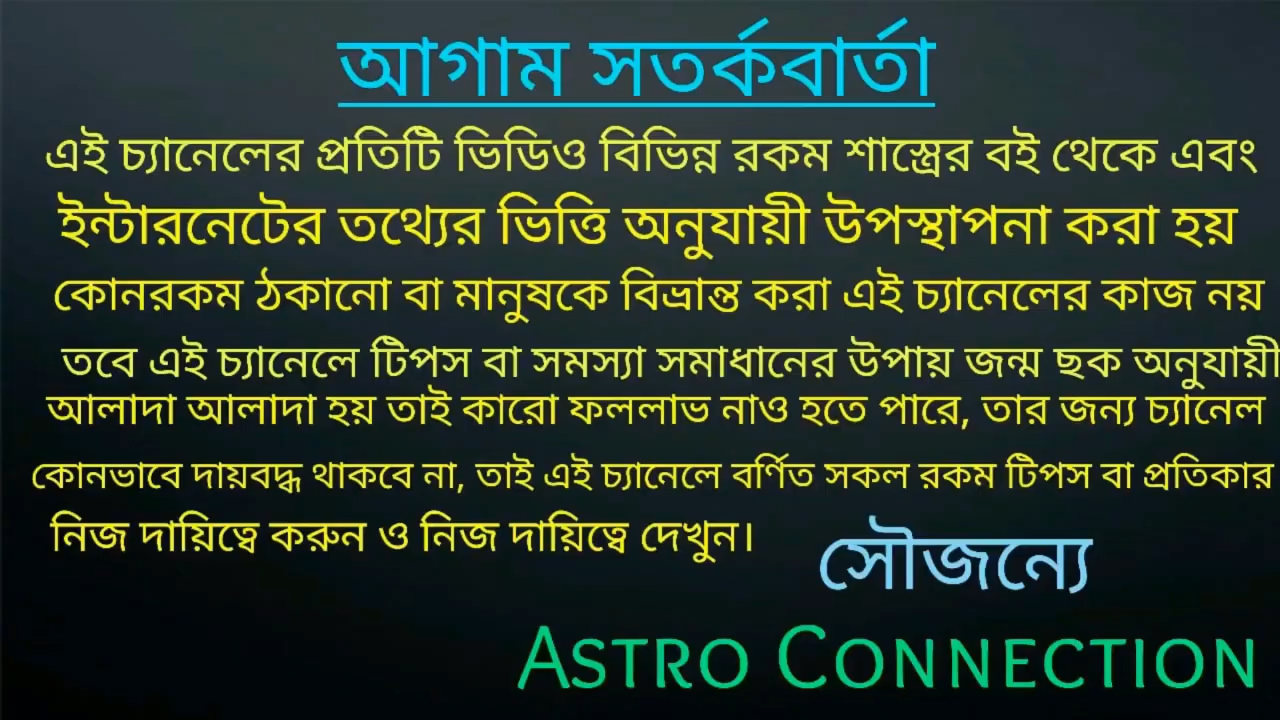 আগাম সতর্কবার্তা
এই চ্যানেলের প্রতিটি ভিডিও বিভিন্ন রকম শাস্ত্রের বই থেকে এবং
ইন্টারনেটের তথ্যের ভিত্তি অনুযায়ী উপস্থাপনা করা হয়
কোনরকম ঠকানো বা মানুষকে বিভ্রান্ত করা এই চ্যানেলের কাজ নয়
তবে এই চ্যানেলে টিপস বা সমস্যা সমাধানের উপায় জন্ম ছক অনুযায়ী
আলাদা আলাদা হয় তাই কারো ফললাভ নাও হতে পারে, তার জন্য চ্যানেল
কোনভাবে দায়বদ্ধ থাকবে না, তাই এই চ্যানেলে বর্ণিত সকল রকম টিপস বা প্রতিকার
নিজ দায়িত্বে করুন ও নিজ দায়িত্বে দেখুন।
সৌজন্যে
ASTRO CONNECTION